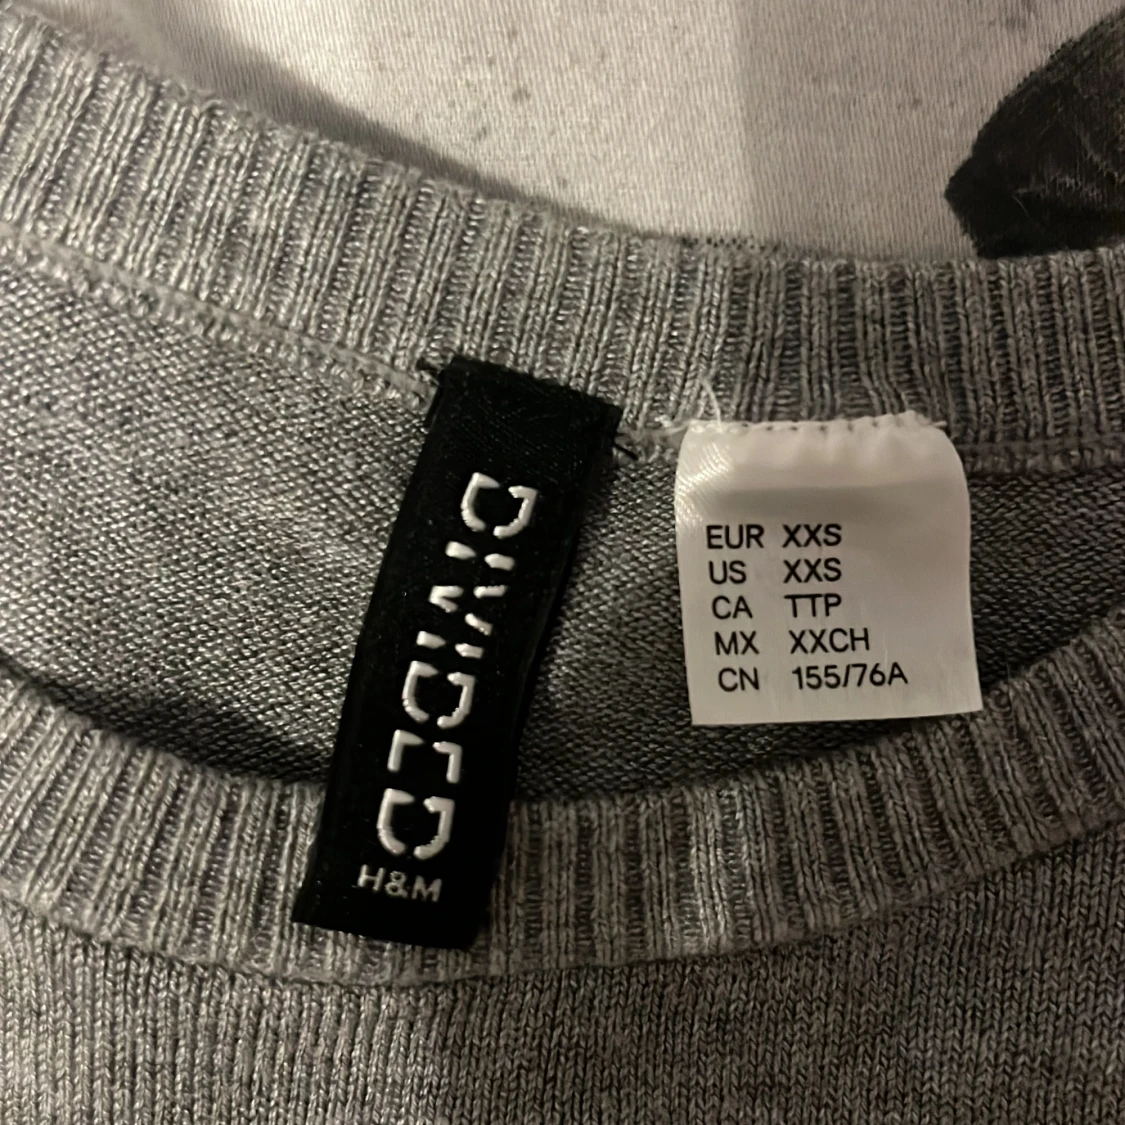 DIVIDED
H&M
EUR XXS
US XXS
CA TTP
MX XXCH
CN 155/76A